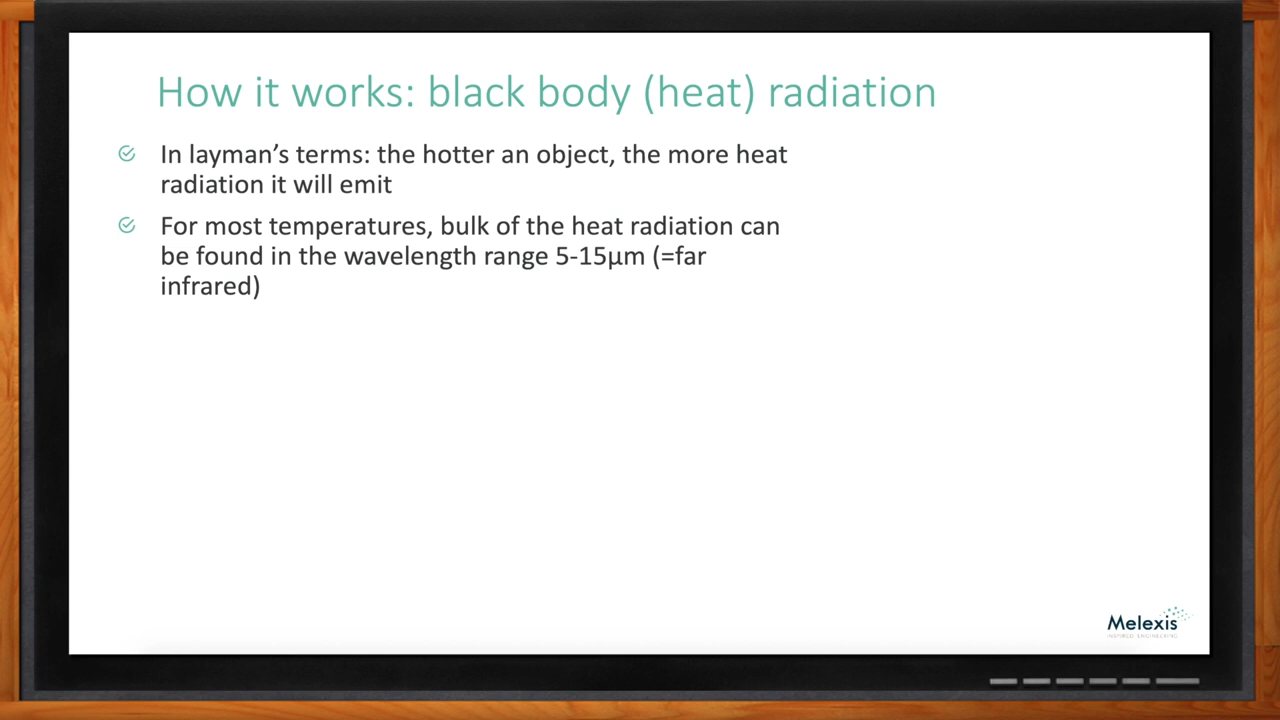 How it works: black body (heat) radiation
In layman’s terms: the hotter an object, the more heat
radiation it will emit
For most temperatures, bulk of the heat radiation can
be found in the wavelength range 5-15µm (=far
infrared)
Melexis
INSPIRED ENGINEERING